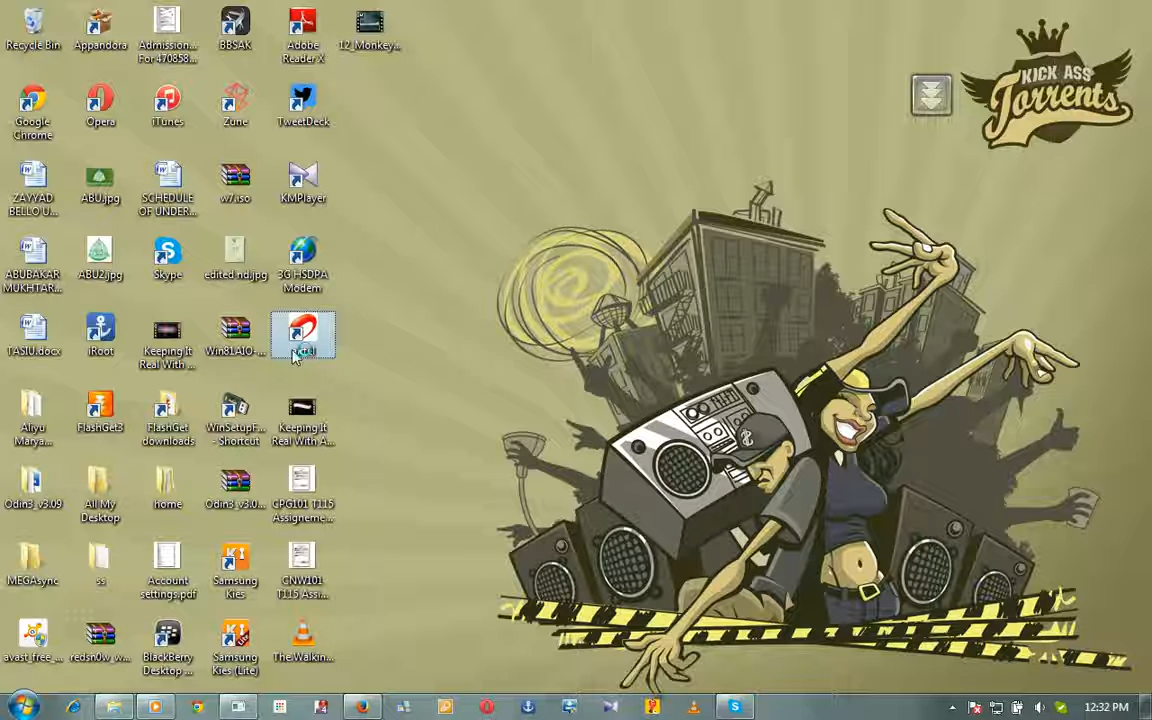 Recycle Bin
Appandora
Admission...
For 470858...
BBSAK
Adobe
Reader X
12_Monkey...
Google
Chrome
Opera
iTunes
Zune
TweetDeck
ZAYYAD
BELLO U...
ABU.jpg
SCHEDULE
OF UNDER...
w7.iso
KMPlayer
ABUBAKAR
MUKHTAR...
ABU2.jpg
Skype
edited.nd.jpg
3G HSDPA
Modem
TASIU.docx
iRoot
Keeping It
Real With ...
Win81AIO-...
Aliyu
Marya...
FlashGet3
FlashGet
downloads
WinSetupF...
- Shortcut
Keeping It
Real With A...
Odin3_v3.09
All My
Desktop
home
Odin3_v3.0...
CPG101 T115
Assigneme...
MEGAsync
ss
Account
settings.pdf
Samsung
Kies
CNW101
T115 Assi...
avast_free_...
redsn0w_w...
BlackBerry
Desktop ...
Samsung
Kies (Lite)
The.Walkin...
KICK ASS
Torrents
12:32 PM